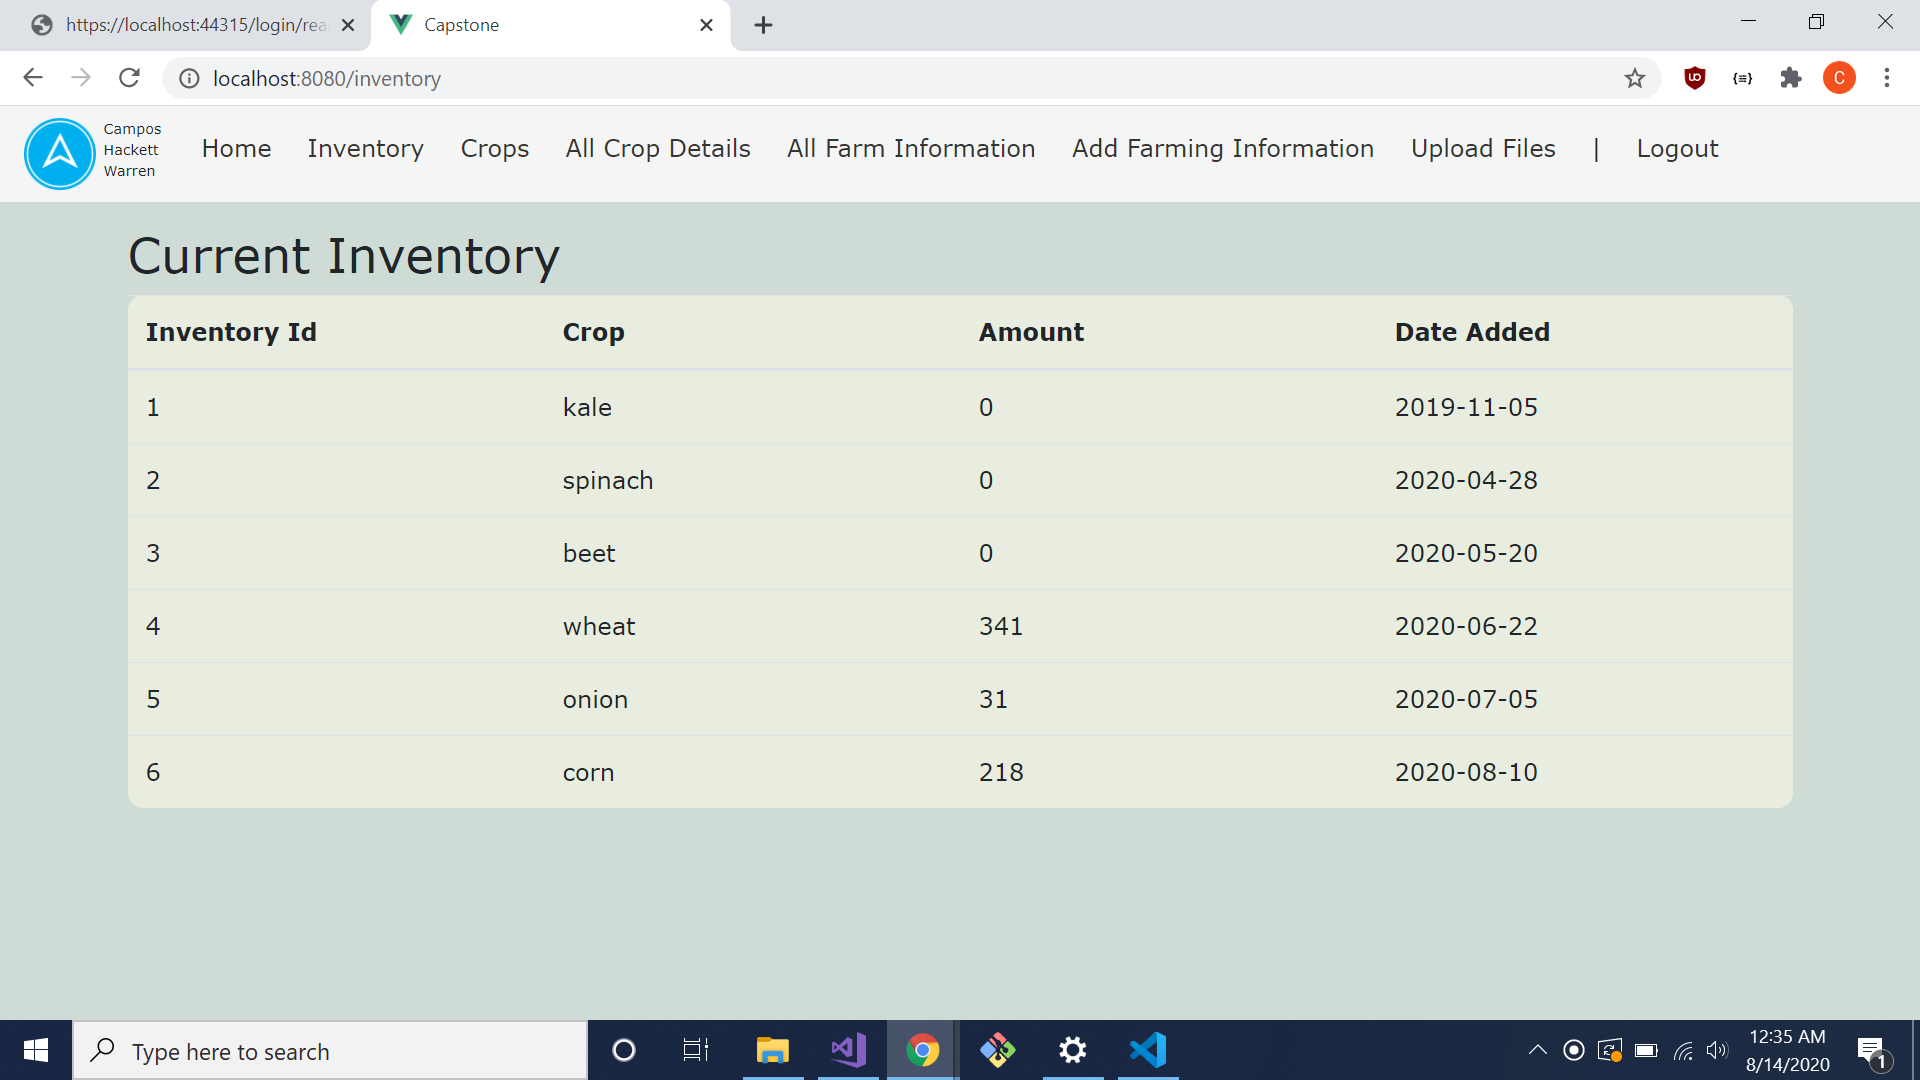 https://localhost:44315/login/rea
Capstone
localhost:8080/inventory
C
Campos
Hackett
Warren
Home Inventory Crops All Crop Details All Farm Information Add Farming Information Upload Files | Logout
Current Inventory
Inventory Id Crop Amount Date Added
1 kale 0 2019-11-05
2 spinach 0 2020-04-28
3 beet 0 2020-05-20
4 wheat 341 2020-06-22
5 onion 31 2020-07-05
6 corn 218 2020-08-10
Type here to search
12:35 AM
8/14/2020
1